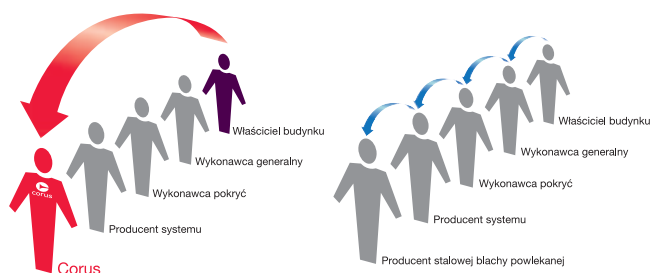 Właściciel budynku
Wykonawca generalny
Wykonawca pokryć
Producent systemu
corus
Corus
Właściciel budynku
Wykonawca generalny
Wykonawca pokryć
Producent systemu
Producent stalowej blachy powlekanej